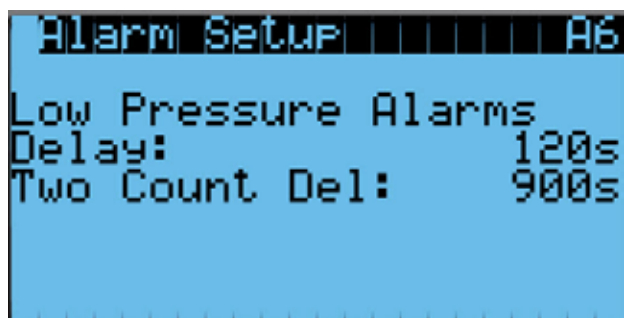 Alarm Setup A6
Low Pressure Alarms
Delay: 120s
Two Count Del: 900s